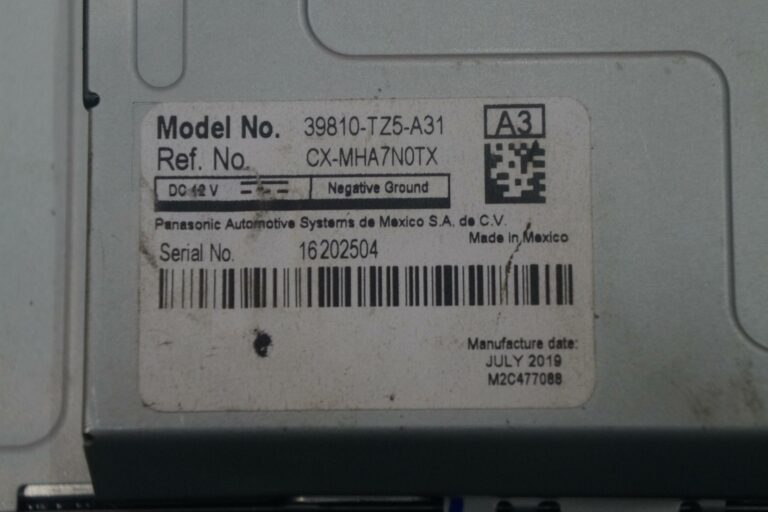 Model No. 39810-TZ5-A31
A3
Ref. No. CX-MHA7N0TX
DC 12 V Negative Ground
Panasonic Automotive Systems de Mexico S.A. de C.V.
Made in Mexico
Serial No. 16202504
Manufacture date:
JULY 2019
M2C477088